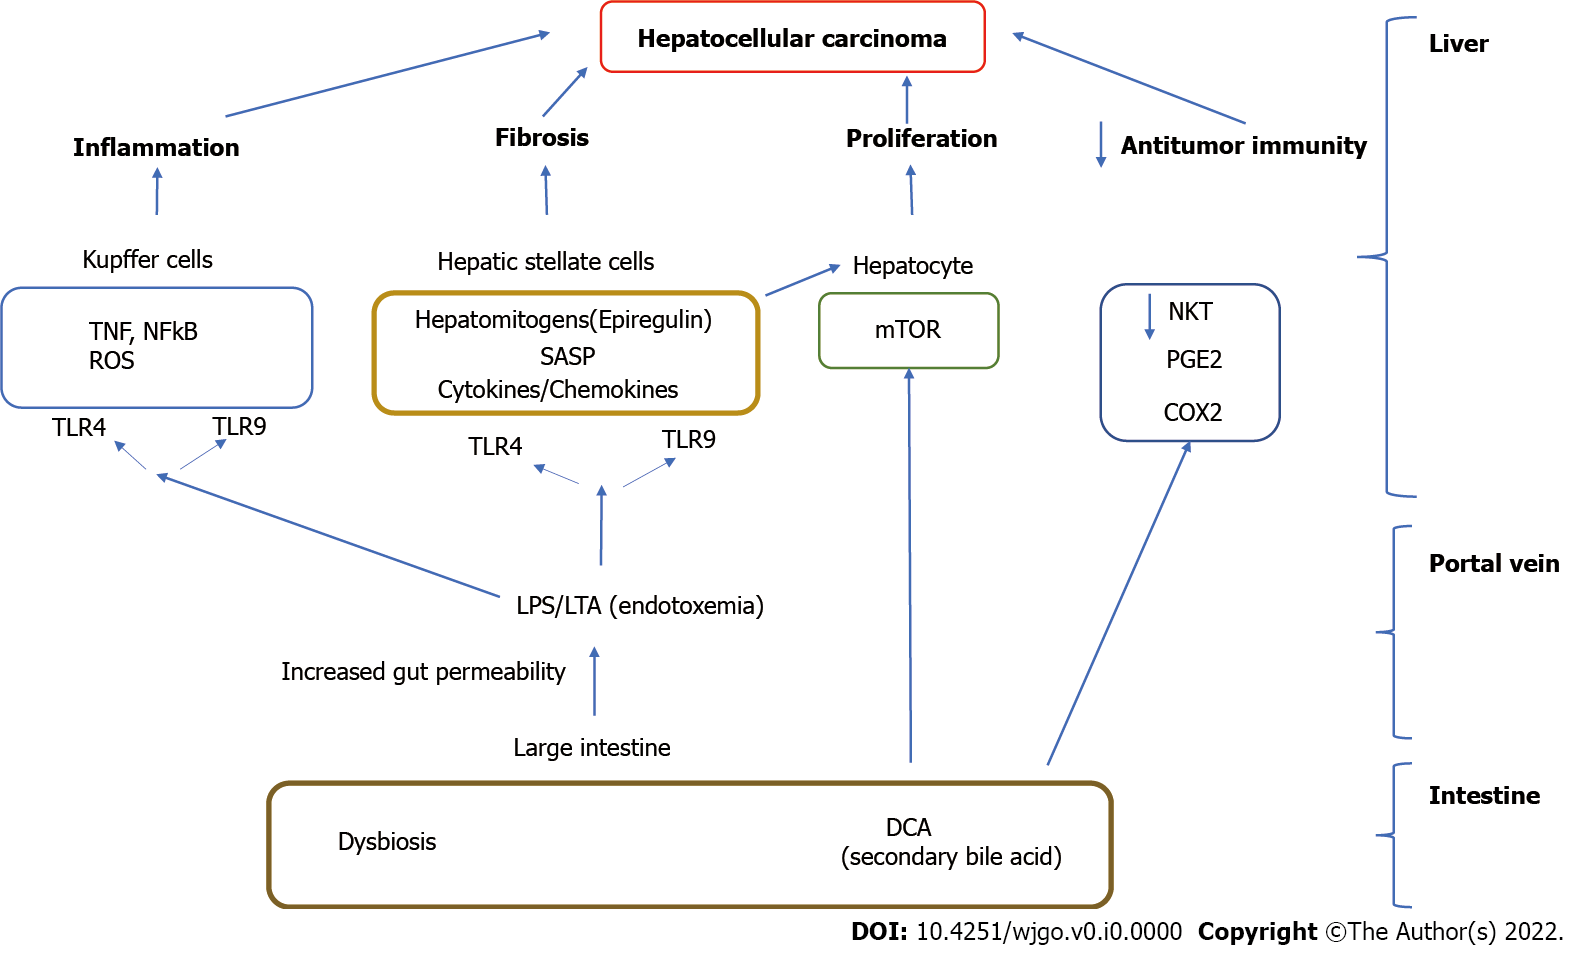 Hepatocellular carcinoma
Liver
Inflammation
Fibrosis
Proliferation
Antitumor immunity
Kupffer cells
Hepatic stellate cells
Hepatocyte
TNF, NFkB
ROS
Hepatomitogens(Epiregulin)
SASP
Cytokines/Chemokines
mTOR
NKT
PGE2
COX2
TLR4
TLR9
TLR4
TLR9
Portal vein
LPS/LTA (endotoxemia)
Increased gut permeability
Large intestine
Intestine
Dysbiosis
DCA
(secondary bile acid)
DOI: 10.4251/wjgo.v0.i0.0000 Copyright ©The Author(s) 2022.